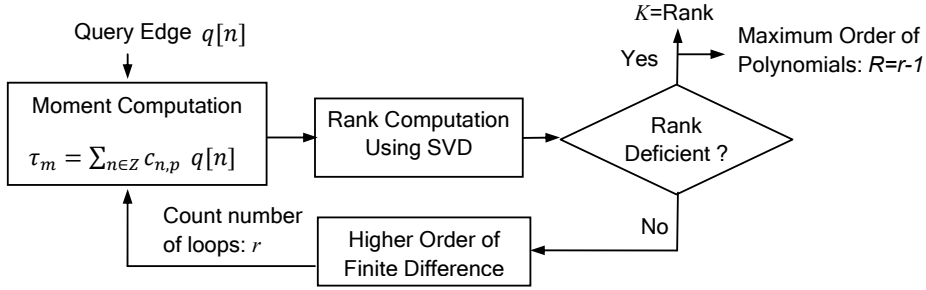 Query Edge q[n]
K=Rank
Yes
Maximum Order of
Polynomials: R=r-1
Moment Computation
τ_m = ∑_{n∈Z} c_{n,p} q[n]
Rank Computation
Using SVD
Rank
Deficient ?
Count number
of loops: r
No
Higher Order of
Finite Difference